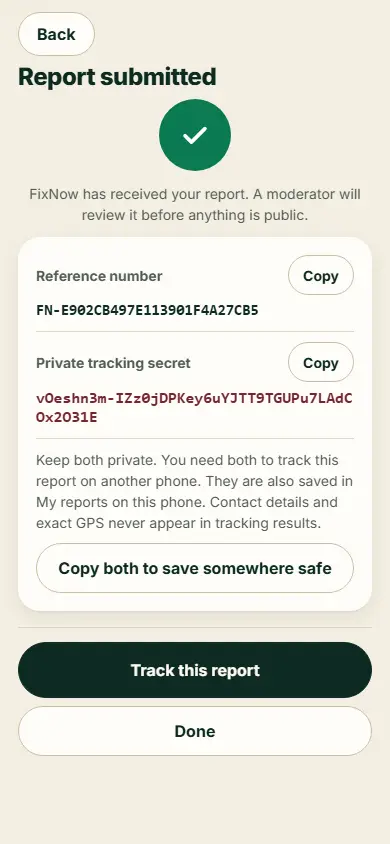 Back
Report submitted
FixNow has received your report. A moderator will
review it before anything is public.
Reference number
Copy
FN-E902CB497E113901F4A27CB5
Private tracking secret
Copy
vOeshn3m-IZz0jDPKey6uYJTT9TGUPu7LAdC
Ox2O31E
Keep both private. You need both to track this
report on another phone. They are also saved in
My reports on this phone. Contact details and
exact GPS never appear in tracking results.
Copy both to save somewhere safe
Track this report
Done